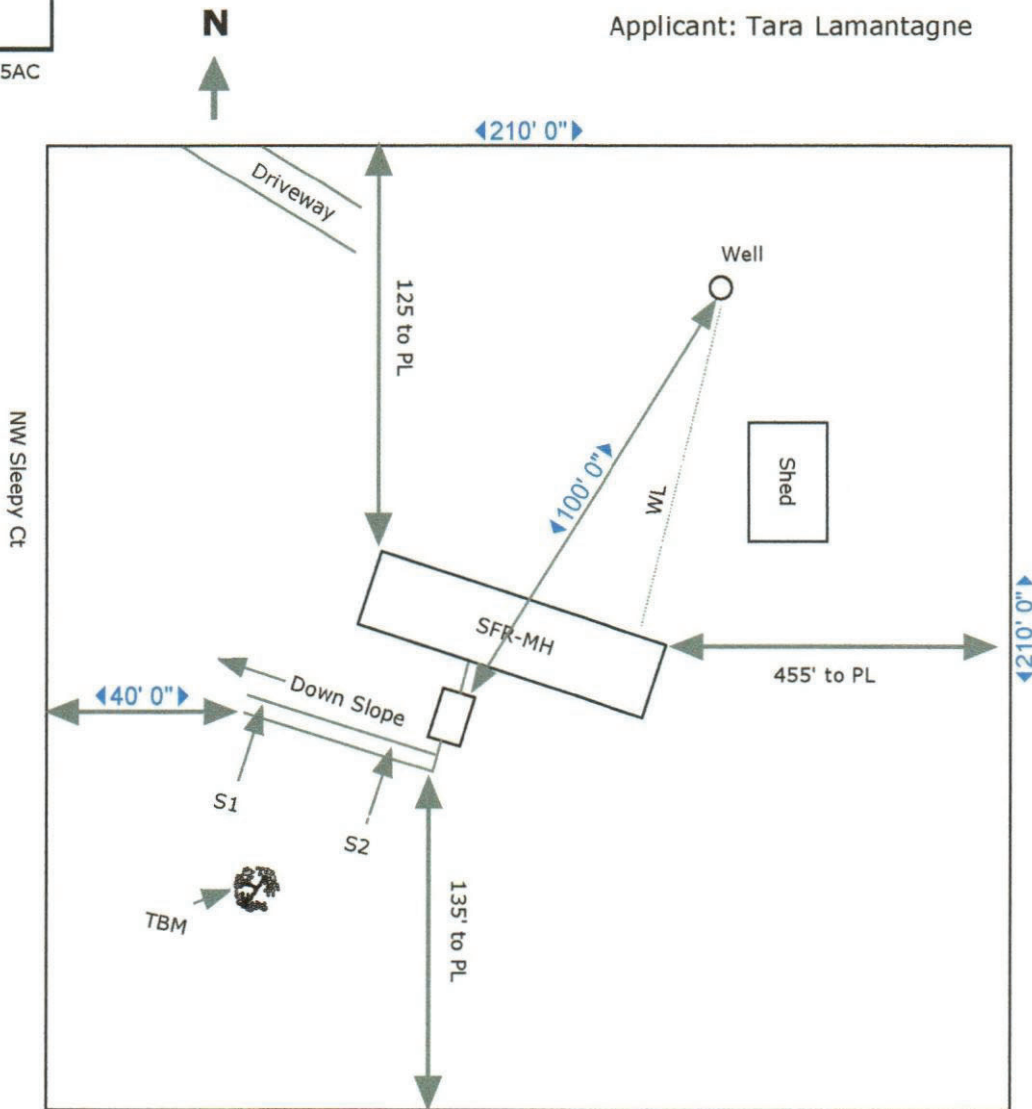 N
Applicant: Tara Lamantagne
5AC
210' 0"
Driveway
Well
125 to PL
NW Sleepy Ct
100' 0"
WL
Shed
210' 0"
SFR-MH
455' to PL
40' 0"
Down Slope
S1
S2
TBM
135' to PL